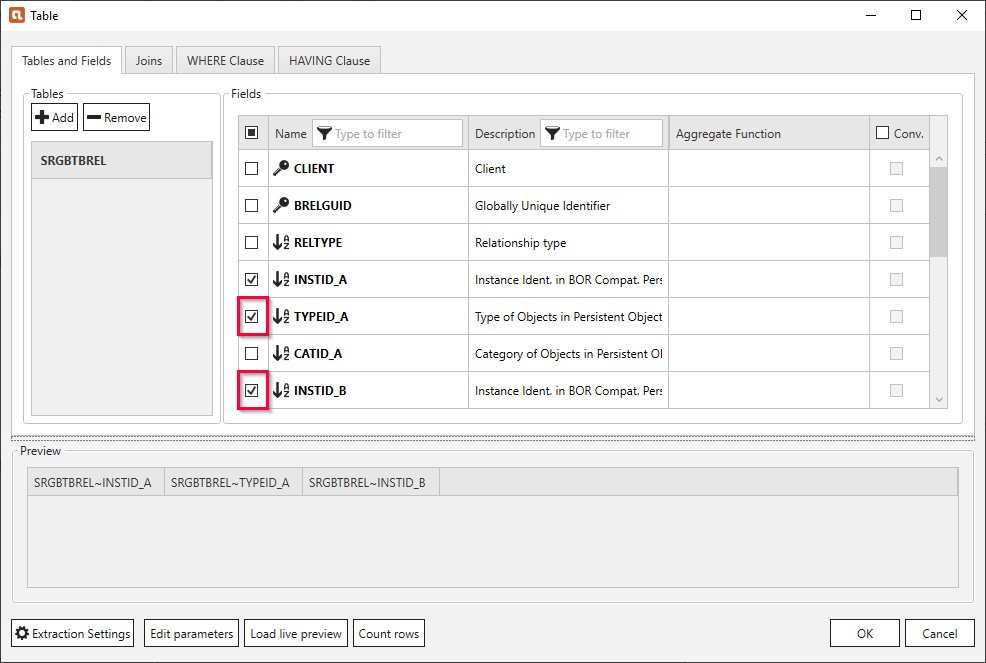 Table
Tables and Fields Joins WHERE Clause HAVING Clause
Tables
Add Remove
SRGBTBREL
Fields
Name Type to filter Description Type to filter Aggregate Function Conv.
CLIENT Client
BRELGUID Globally Unique Identifier
RELTYPE Relationship type
INSTID_A Instance Ident. in BOR Compat. Pers
TYPEID_A Type of Objects in Persistent Object
CATID_A Category of Objects in Persistent Ol
INSTID_B Instance Ident. in BOR Compat. Pers
Preview
SRGBTBREL~INSTID_A SRGBTBREL~TYPEID_A SRGBTBREL~INSTID_B
Extraction Settings Edit parameters Load live preview Count rows OK Cancel